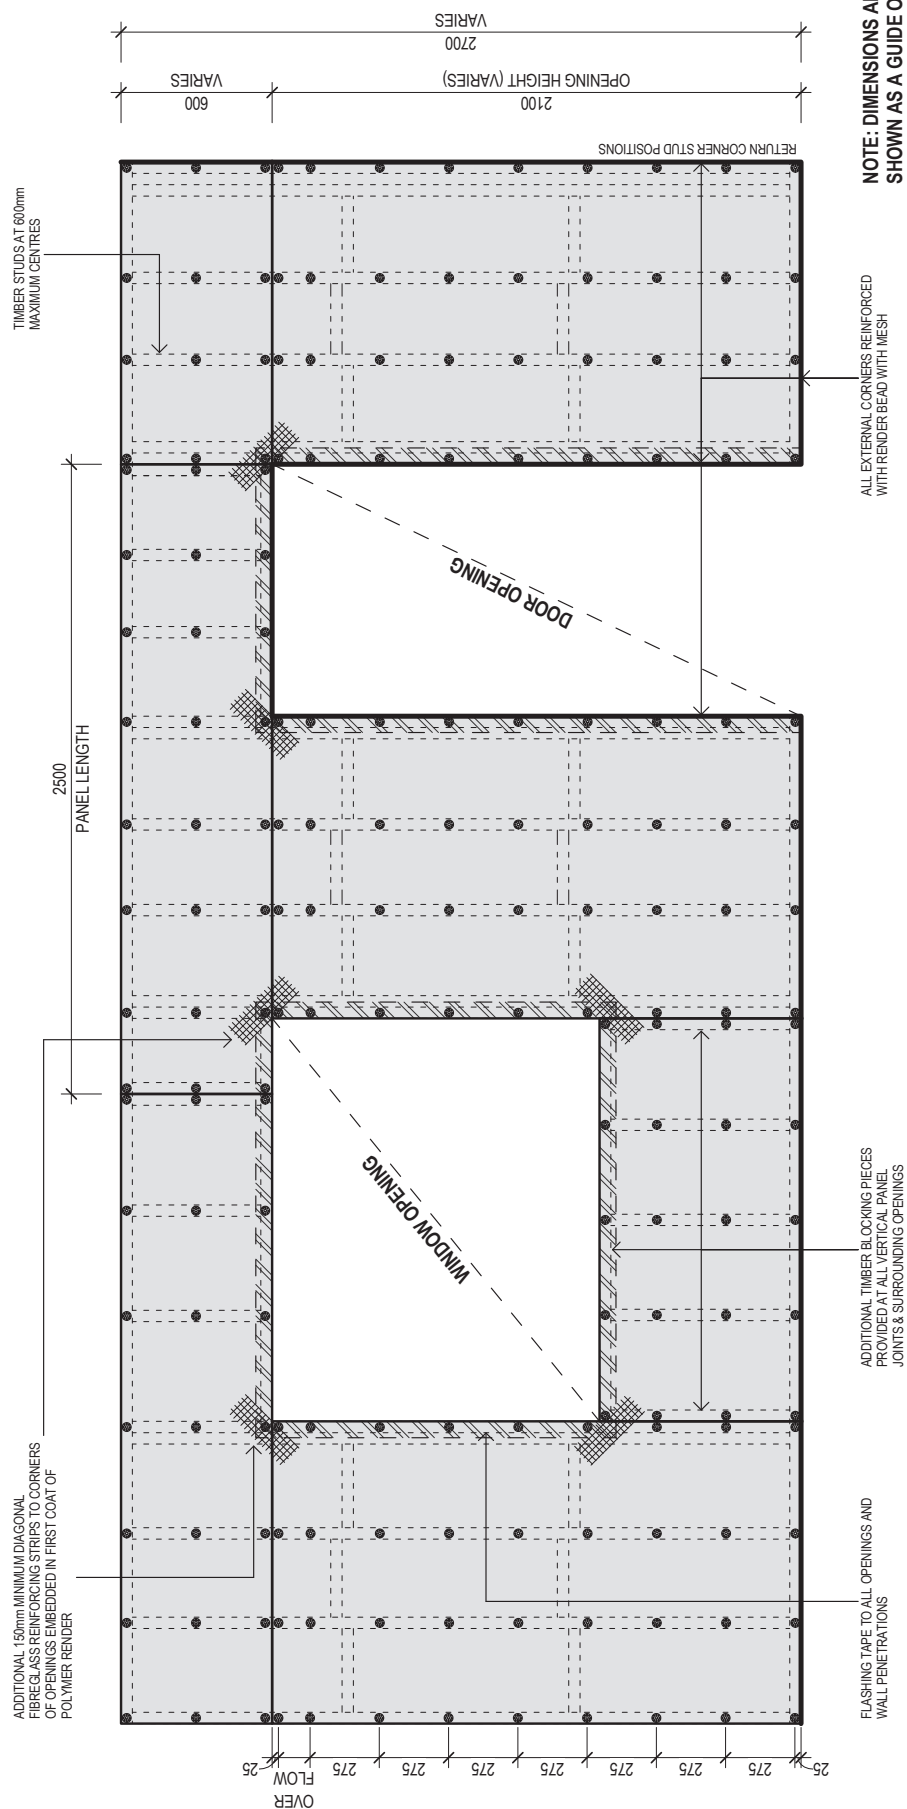 ADDITIONAL 150mm MINIMUM DIAGONAL
FIBREGLASS REINFORCING STRIPS TO CORNERS
OF OPENINGS EMBEDDED IN FIRST COAT OF
POLYMER RENDER
2500
PANEL LENGTH
TIMBER STUDS AT 600mm
MAXIMUM CENTRES
OVER
FLOW
25
275
275
275
275
275
275
275
25
WINDOW OPENING
DOOR OPENING
RETURN CORNER STUD POSITIONS
600
VARIES
2100
OPENING HEIGHT (VARIES)
2700
VARIES
FLASHING TAPE TO ALL OPENINGS AND
WALL PENETRATIONS
ADDITIONAL TIMBER BLOCKING PIECES
PROVIDED AT ALL VERTICAL PANEL
JOINTS & SURROUNDING OPENINGS
ALL EXTERNAL CORNERS REINFORCED
WITH RENDER BEAD WITH MESH
NOTE: DIMENSIONS
SHOWN AS A GUIDE